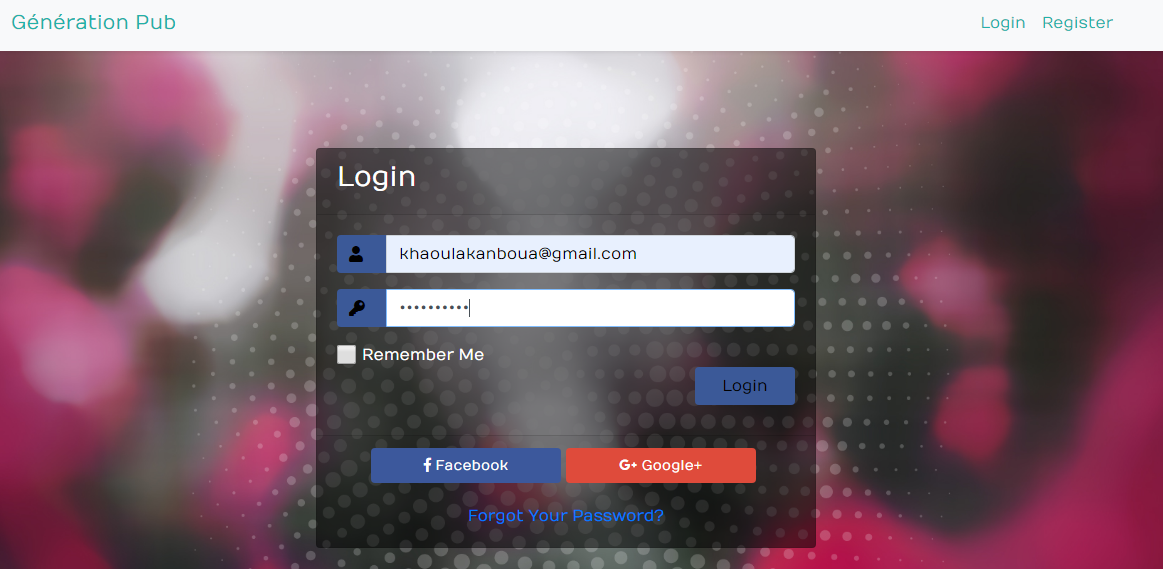 Génération Pub
Login Register
Login
khaoulakanboua@gmail.com
••••••••••
Remember Me
Login
Facebook
G+ Google+
Forgot Your Password?